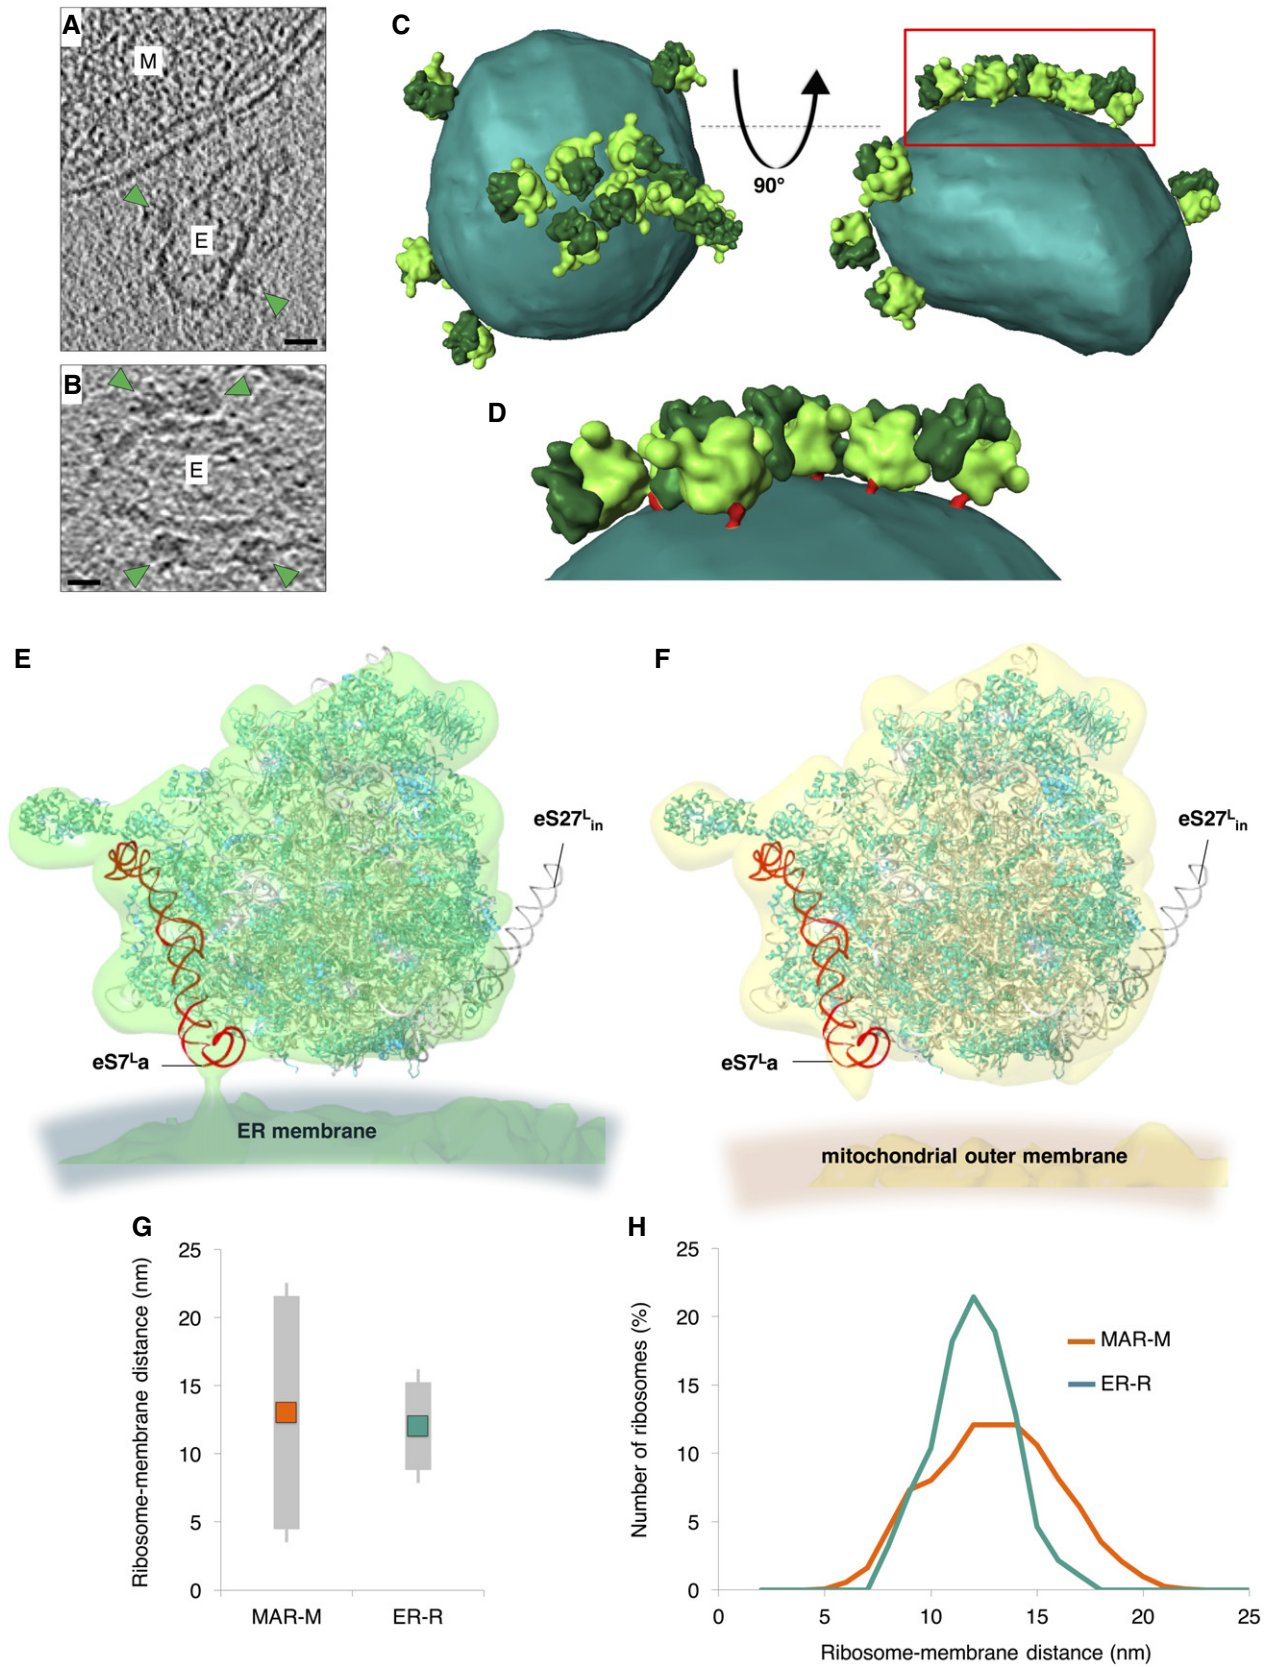 A
M
E
B
E
C
90°
D
E
eS27ᴸin
eS7ᴸa
ER membrane
F
eS27ᴸin
eS7ᴸa
mitochondrial outer membrane
G
Ribosome-membrane distance (nm)
25
20
15
10
5
0
MAR-M
ER-R
H
Number of ribosomes (%)
25
20
15
10
5
0
MAR-M
ER-R
0
5
10
15
20
25
Ribosome-membrane distance (nm)